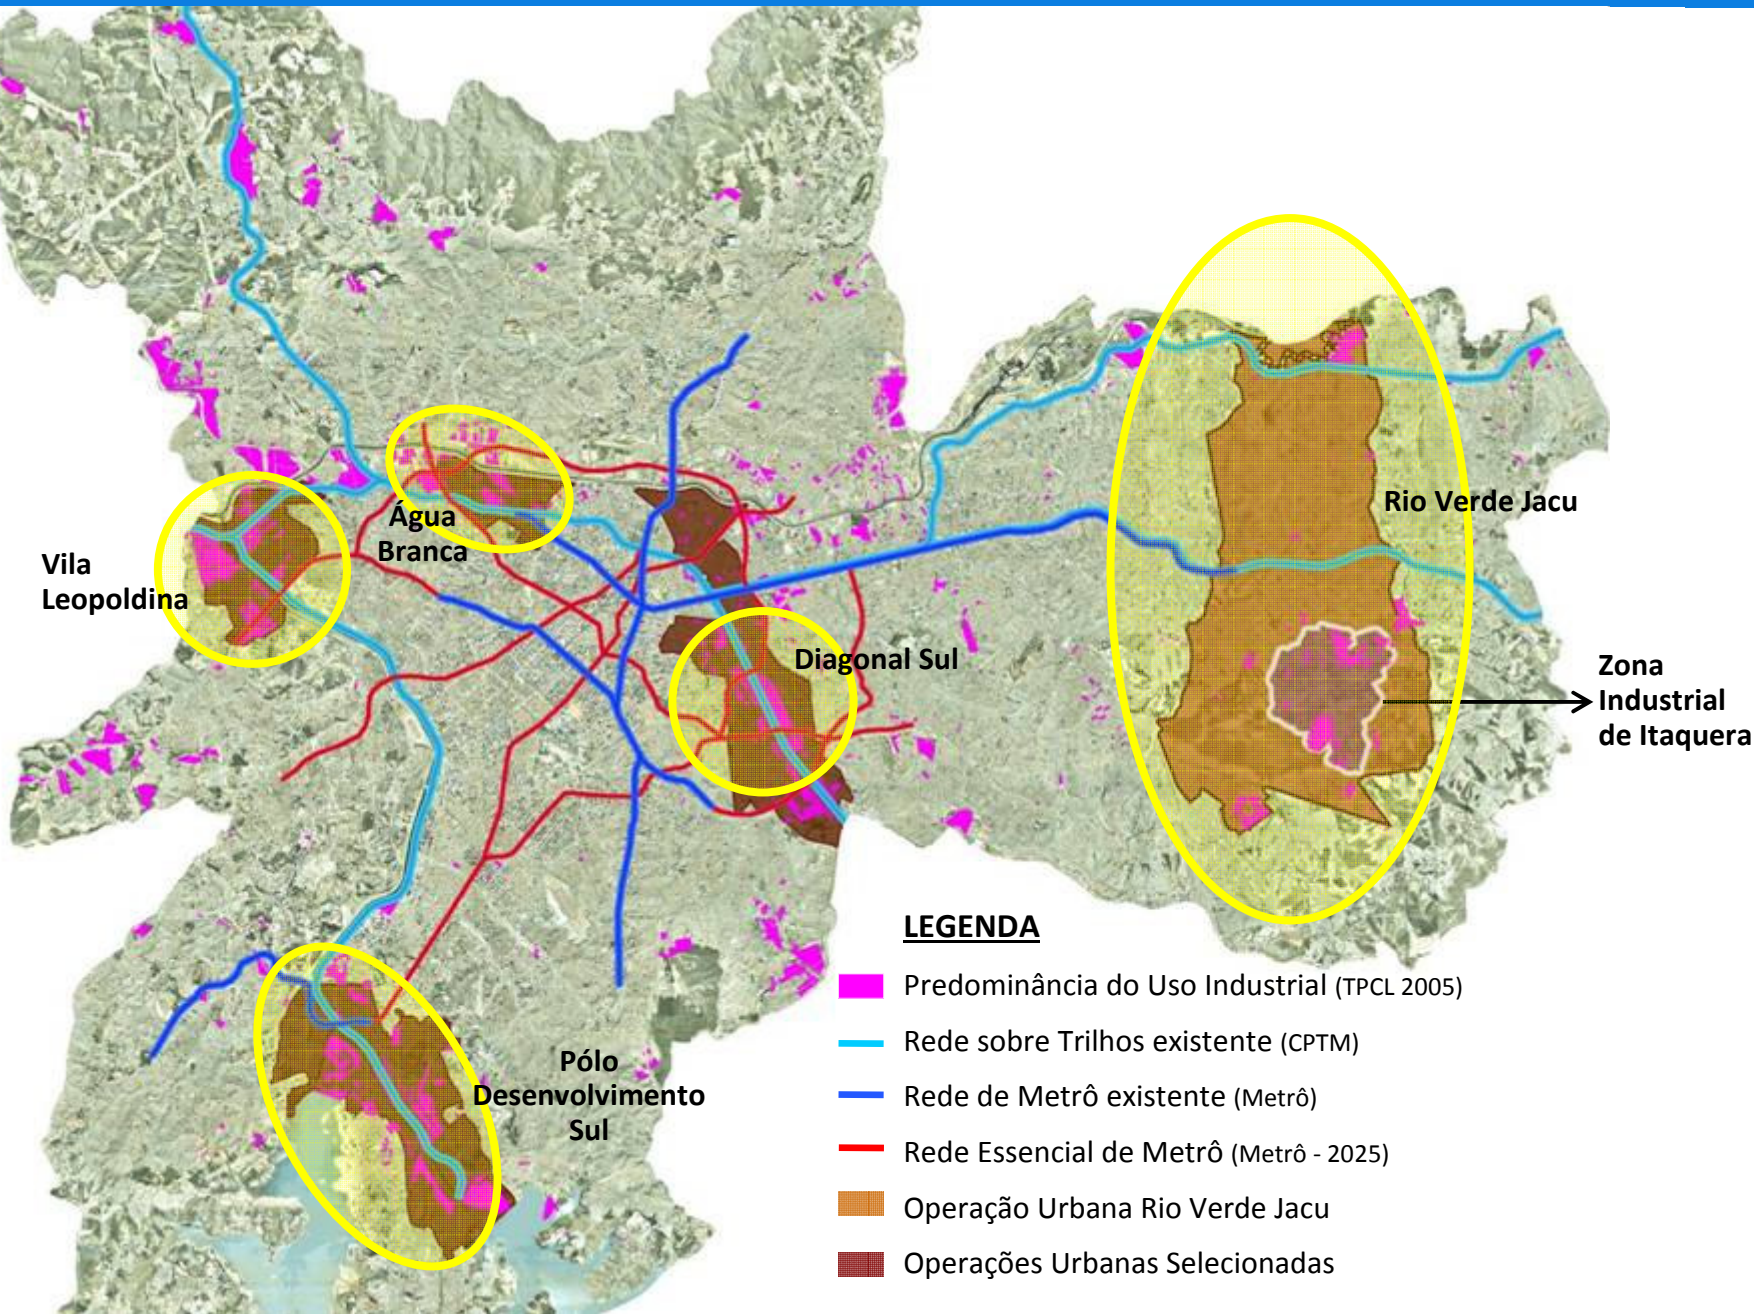 Rio Verde Jacu
Água
Branca
Vila
Leopoldina
Diagonal Sul
Zona
Industrial
de Itaquera
Pólo
Desenvolvimento
Sul
LEGENDA
Predominância do Uso Industrial (TPCL 2005)
Rede sobre Trilhos existente (CPTM)
Rede de Metrô existente (Metrô)
Rede Essencial de Metrô (Metrô - 2025)
Operação Urbana Rio Verde Jacu
Operações Urbanas Selecionadas